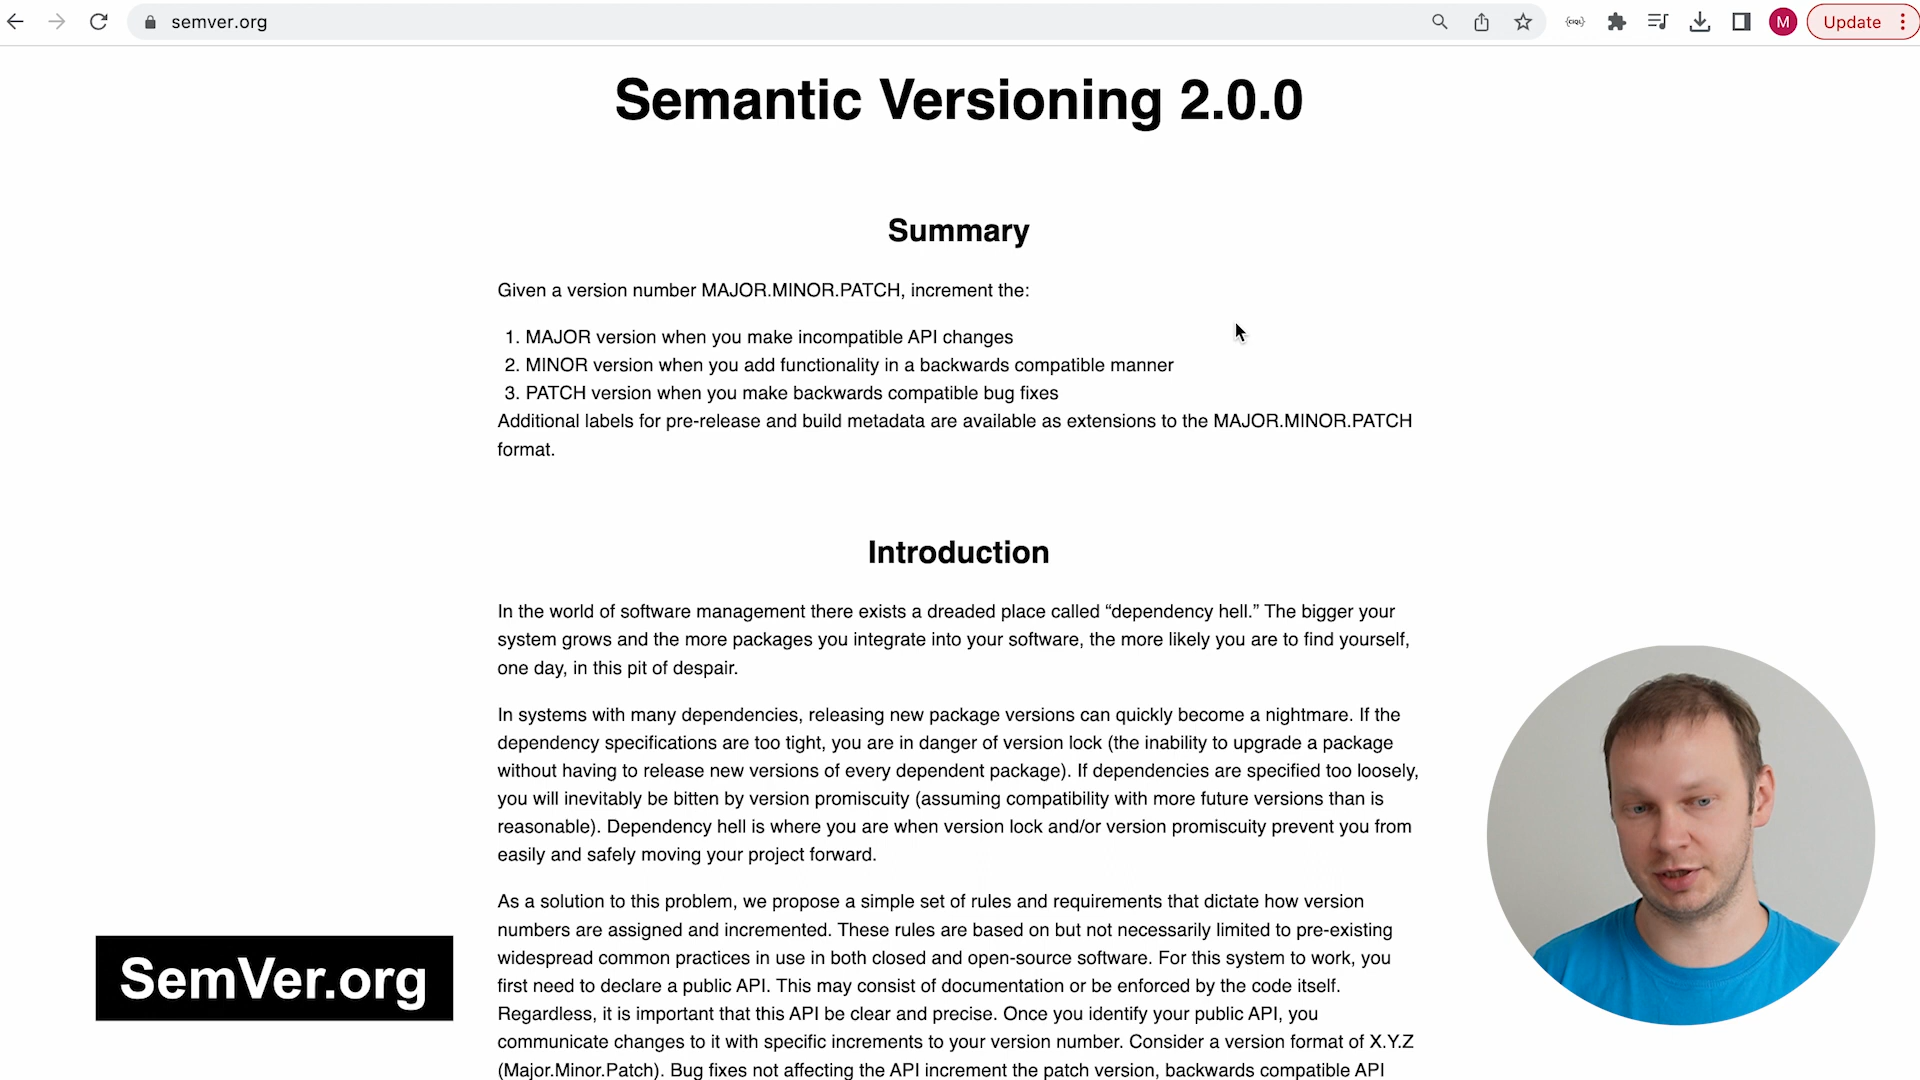 semver.org
M
Update
Semantic Versioning 2.0.0
Summary
Given a version number MAJOR.MINOR.PATCH, increment the:
1. MAJOR version when you make incompatible API changes
2. MINOR version when you add functionality in a backwards compatible manner
3. PATCH version when you make backwards compatible bug fixes
Additional labels for pre-release and build metadata are available as extensions to the MAJOR.MINOR.PATCH
format.
Introduction
In the world of software management there exists a dreaded place called “dependency hell.” The bigger your
system grows and the more packages you integrate into your software, the more likely you are to find yourself,
one day, in this pit of despair.
In systems with many dependencies, releasing new package versions can quickly become a nightmare. If the
dependency specifications are too tight, you are in danger of version lock (the inability to upgrade a package
without having to release new versions of every dependent package). If dependencies are specified too loosely,
you will inevitably be bitten by version promiscuity (assuming compatibility with more future versions than is
reasonable). Dependency hell is where you are when version lock and/or version promiscuity prevent you from
easily and safely moving your project forward.
As a solution to this problem, we propose a simple set of rules and requirements that dictate how version
numbers are assigned and incremented. These rules are based on but not necessarily limited to pre-existing
widespread common practices in use in both closed and open-source software. For this system to work, you
first need to declare a public API. This may consist of documentation or be enforced by the code itself.
Regardless, it is important that this API be clear and precise. Once you identify your public API, you
communicate changes to it with specific increments to your version number. Consider a version format of X.Y.Z
(Major.Minor.Patch). Bug fixes not affecting the API increment the patch version, backwards compatible API
SemVer.org